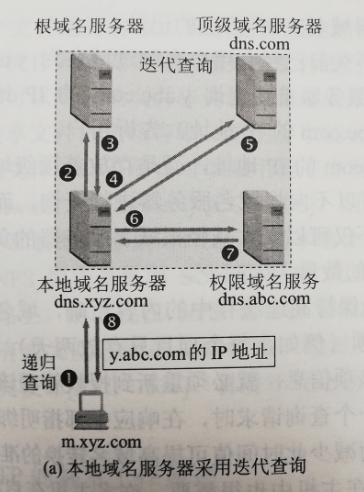 根域名服务器 顶级域名服务器
dns.com
迭代查询
❸
❷ ❹ ❺
❻
❼
本地域名服务器 权限域名服务
dns.xyz.com dns.abc.com
❽
y.abc.com的 IP 地址
递归
查询 ❶
m.xyz.com
(a) 本地域名服务器采用迭代查询